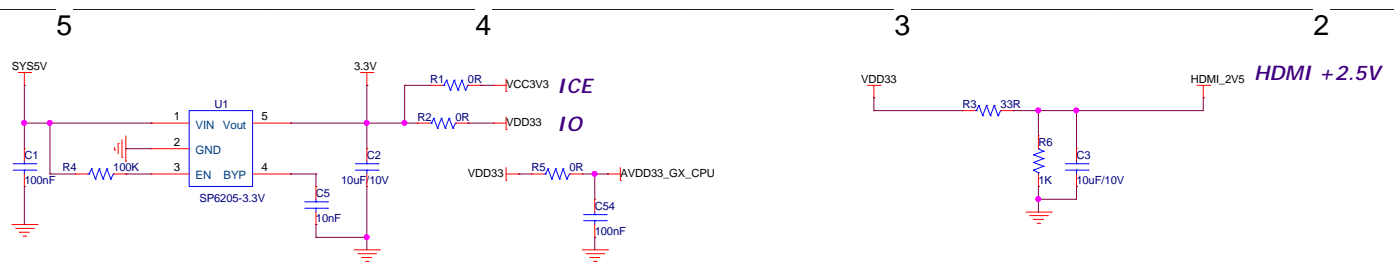 5 4 3 2
SYS5V
3.3V
R1 0R VCC3V3 ICE
R2 0R VDD33 IO
U1
1 VIN Vout 5
2 GND
3 EN BYP 4
SP6205-3.3V
C1
100nF
R4 100K
C2
10uF/10V
C5
10nF
VDD33 R5 0R AVDD33_GX_CPU
C54
100nF
VDD33
R3 33R
HDMI_2V5 HDMI +2.5V
R6
1K
C3
10uF/10V